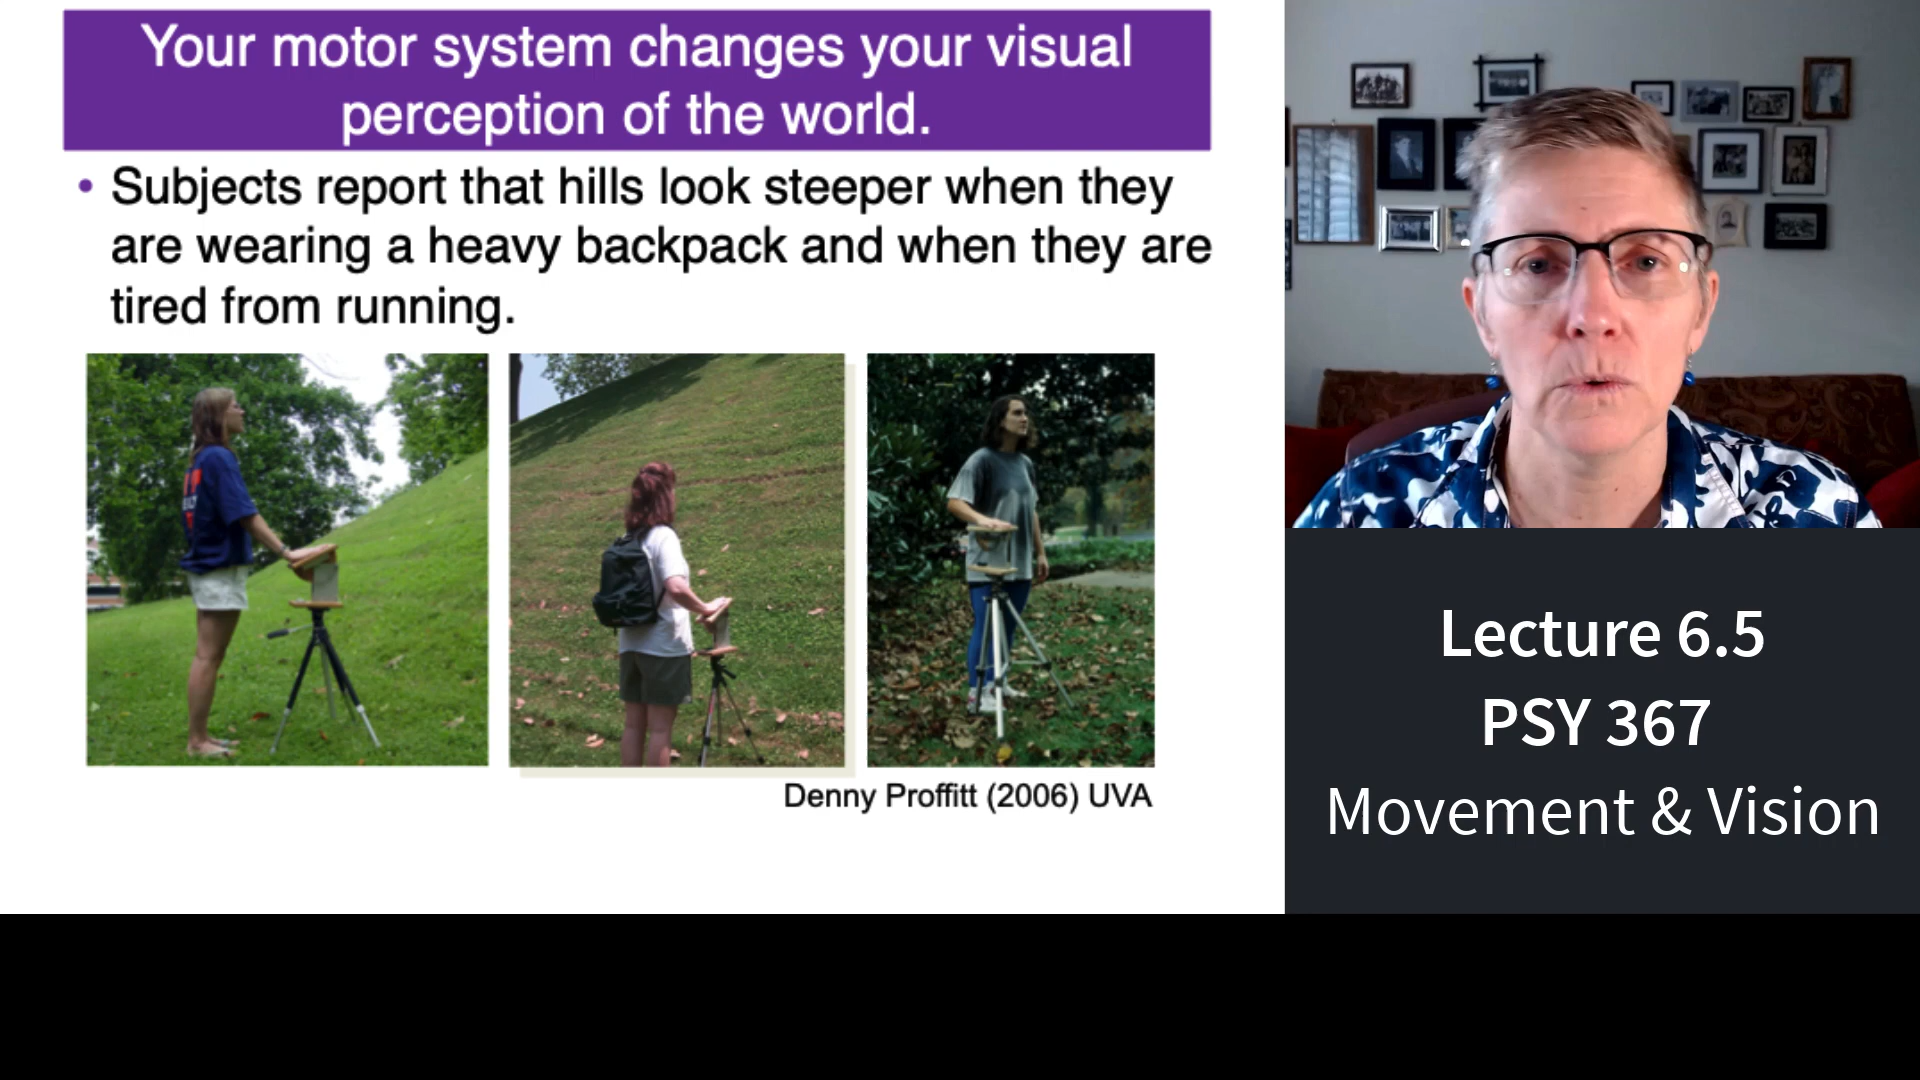 Your motor system changes your visual
perception of the world.
• Subjects report that hills look steeper when they
are wearing a heavy backpack and when they are
tired from running.
Denny Proffitt (2006) UVA
Lecture 6.5
PSY 367
Movement & Vision